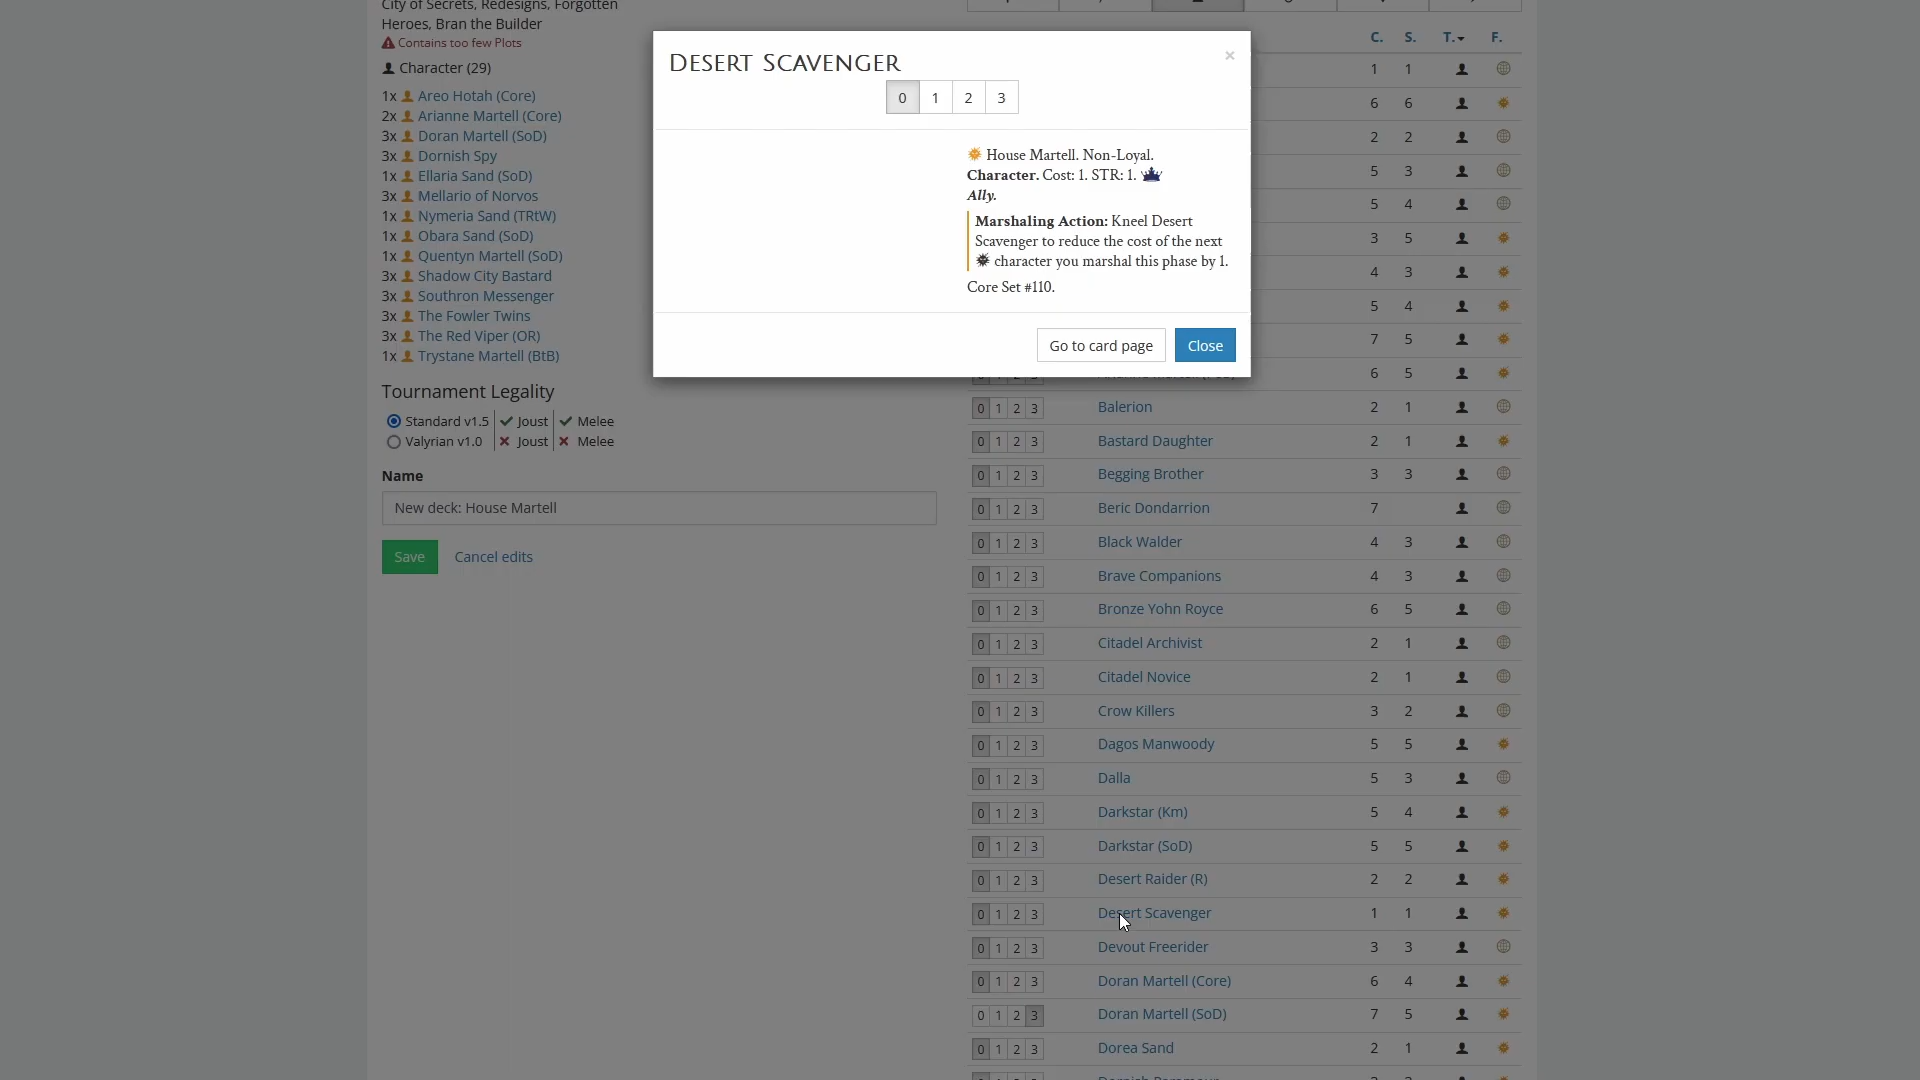 City of Secrets, Redesigns, Forgotten
Heroes, Bran the Builder
Contains too few Plots
Character (29)
1x Areo Hotah (Core)
2x Arianne Martell (Core)
3x Doran Martell (SoD)
3x Dornish Spy
1x Ellaria Sand (SoD)
3x Mellario of Norvos
1x Nymeria Sand (TRtW)
1x Obara Sand (SoD)
1x Quentyn Martell (SoD)
3x Shadow City Bastard
3x Southron Messenger
3x The Fowler Twins
3x The Red Viper (OR)
1x Trystane Martell (BtB)
Tournament Legality
Standard v1.5 Joust Melee
Valyrian v1.0 Joust Melee
Name
New deck: House Martell
Save Cancel edits
Desert Scavenger ×
0 1 2 3
House Martell. Non-Loyal.
Character. Cost: 1. STR: 1.
Ally.
Marshaling Action: Kneel Desert
Scavenger to reduce the cost of the next
character you marshal this phase by 1.
Core Set #110.
Go to card page Close
C. S. T. F.
1 1
6 6
2 2
5 3
5 4
3 5
4 3
5 4
7 5
6 5
0 1 2 3 Balerion 2 1
0 1 2 3 Bastard Daughter 2 1
0 1 2 3 Begging Brother 3 3
0 1 2 3 Beric Dondarrion 7
0 1 2 3 Black Walder 4 3
0 1 2 3 Brave Companions 4 3
0 1 2 3 Bronze Yohn Royce 6 5
0 1 2 3 Citadel Archivist 2 1
0 1 2 3 Citadel Novice 2 1
0 1 2 3 Crow Killers 3 2
0 1 2 3 Dagos Manwoody 5 5
0 1 2 3 Dalla 5 3
0 1 2 3 Darkstar (Km) 5 4
0 1 2 3 Darkstar (SoD) 5 5
0 1 2 3 Desert Raider (R) 2 2
0 1 2 3 Desert Scavenger 1 1
0 1 2 3 Devout Freerider 3 3
0 1 2 3 Doran Martell (Core) 6 4
0 1 2 3 Doran Martell (SoD) 7 5
0 1 2 3 Dorea Sand 2 1